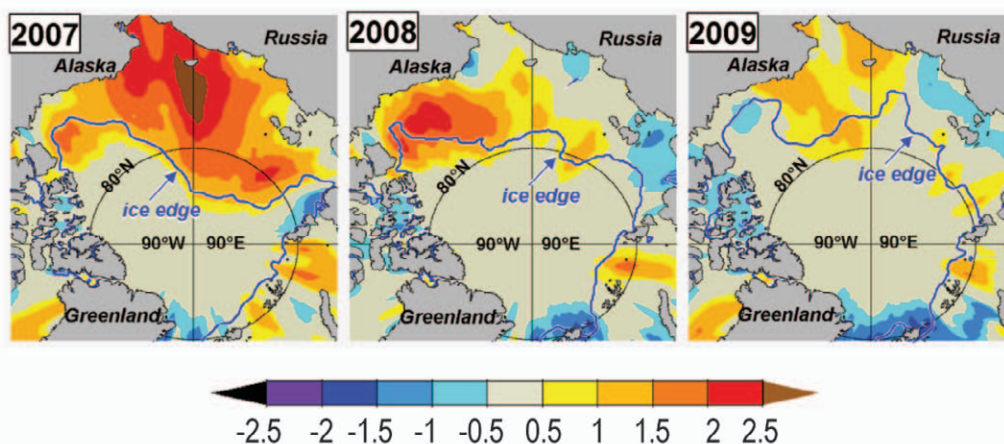 2007
Russia
Alaska
80°N
ice edge
90°W 90°E
Greenland
2008
Russia
Alaska
80°N
ice edge
90°W 90°E
Greenland
2009
Russia
Alaska
80°N
ice edge
90°W 90°E
Greenland
-2.5 -2 -1.5 -1 -0.5 0.5 1 1.5 2 2.5